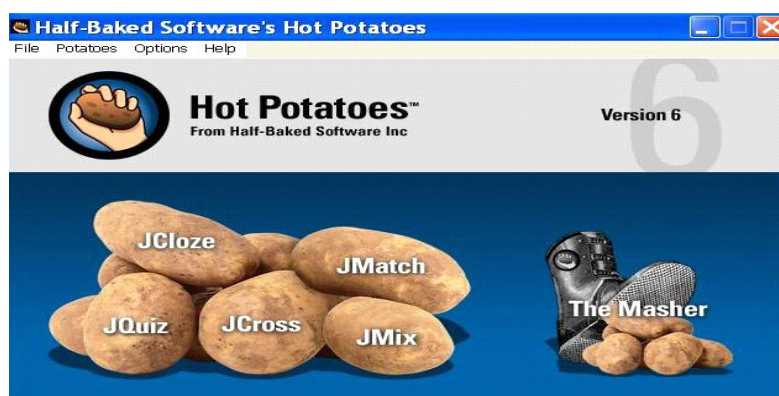 Half-Baked Software's Hot Potatoes
File Potatoes Options Help
Hot Potatoes™
From Half-Baked Software Inc
Version 6
6
JCloze
JMatch
JQuiz
JCross
JMix
The Masher